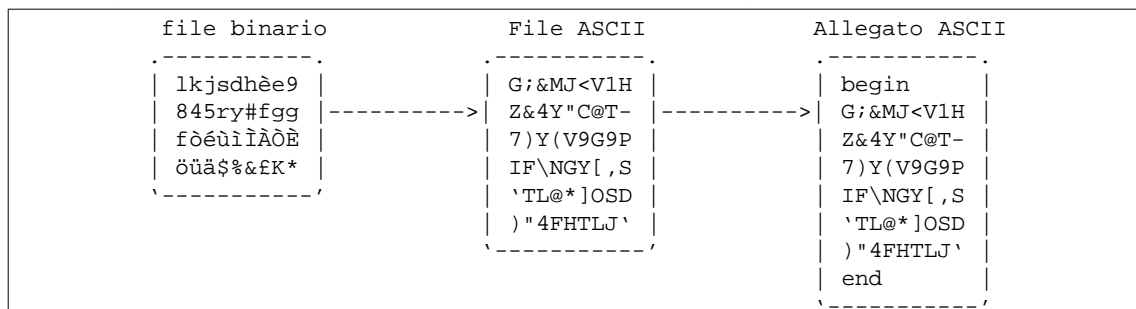 file binario File ASCII Allegato ASCII
.-----------. .-----------. .-----------.
| lkjsdhèe9 | | G;&MJ<V1H | | begin |
| 845ry#fgg |---------->| Z&4Y"C@T- |---------->| G;&MJ<V1H |
| fòéùìÌÀÒÈ | | 7)Y(V9G9P | | Z&4Y"C@T- |
| öüä$%&£K* | | IF\NGY[,S | | 7)Y(V9G9P |
‘-----------’ | ‘TL@*]OSD | | IF\NGY[,S |
| )"4FHTLJ‘ | | ‘TL@*]OSD |
‘-----------’ | )"4FHTLJ‘ |
| end |
‘-----------’